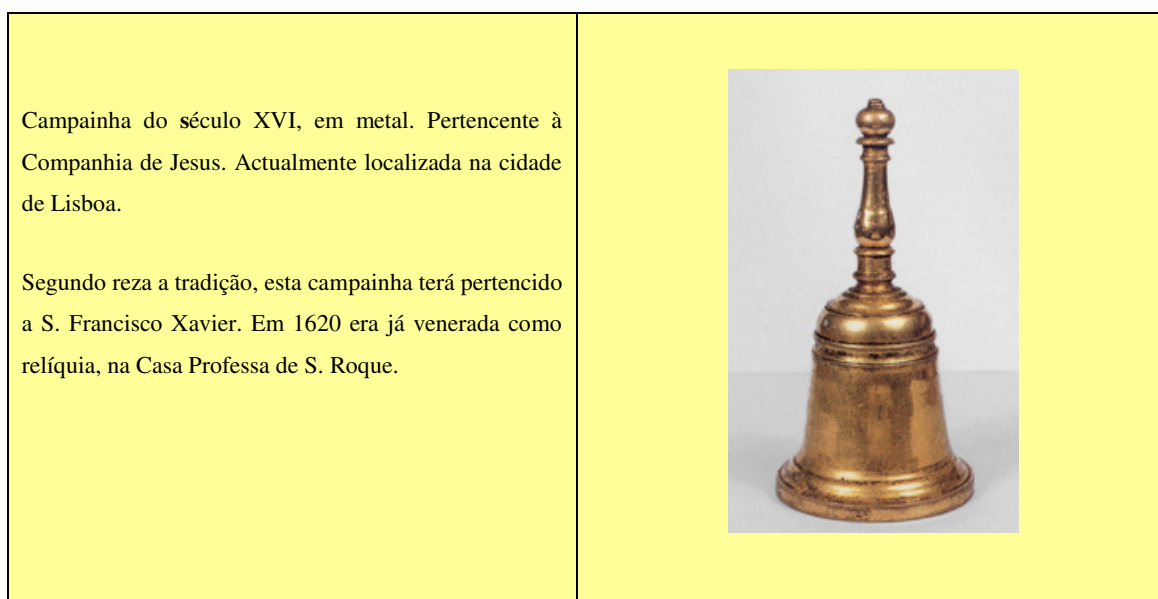 Campainha do século XVI, em metal. Pertencente à
Companhia de Jesus. Actualmente localizada na cidade
de Lisboa.
Segundo reza a tradição, esta campainha terá pertencido
a S. Francisco Xavier. Em 1620 era já venerada como
relíquia, na Casa Professa de S. Roque.